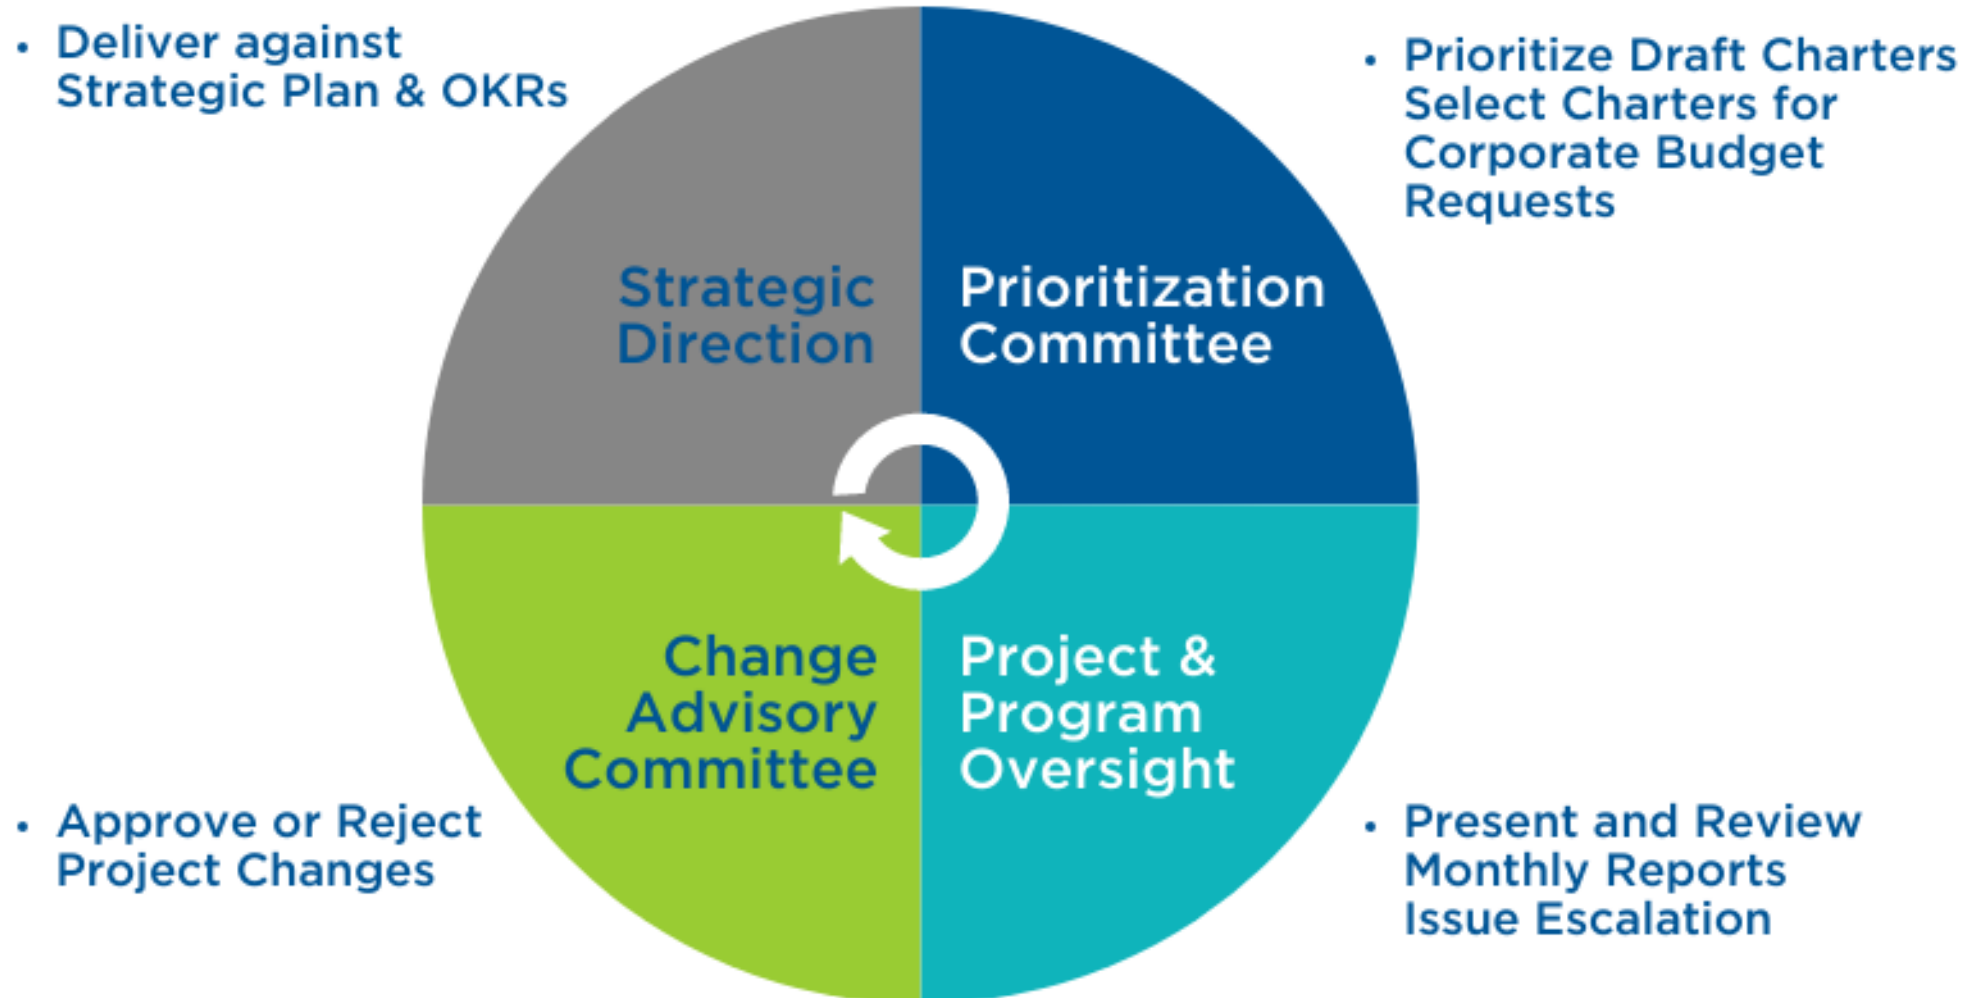 • Deliver against
Strategic Plan & OKRs
• Prioritize Draft Charters
Select Charters for
Corporate Budget
Requests
Strategic
Direction
Prioritization
Committee
Change
Advisory
Committee
Project &
Program
Oversight
• Approve or Reject
Project Changes
• Present and Review
Monthly Reports
Issue Escalation